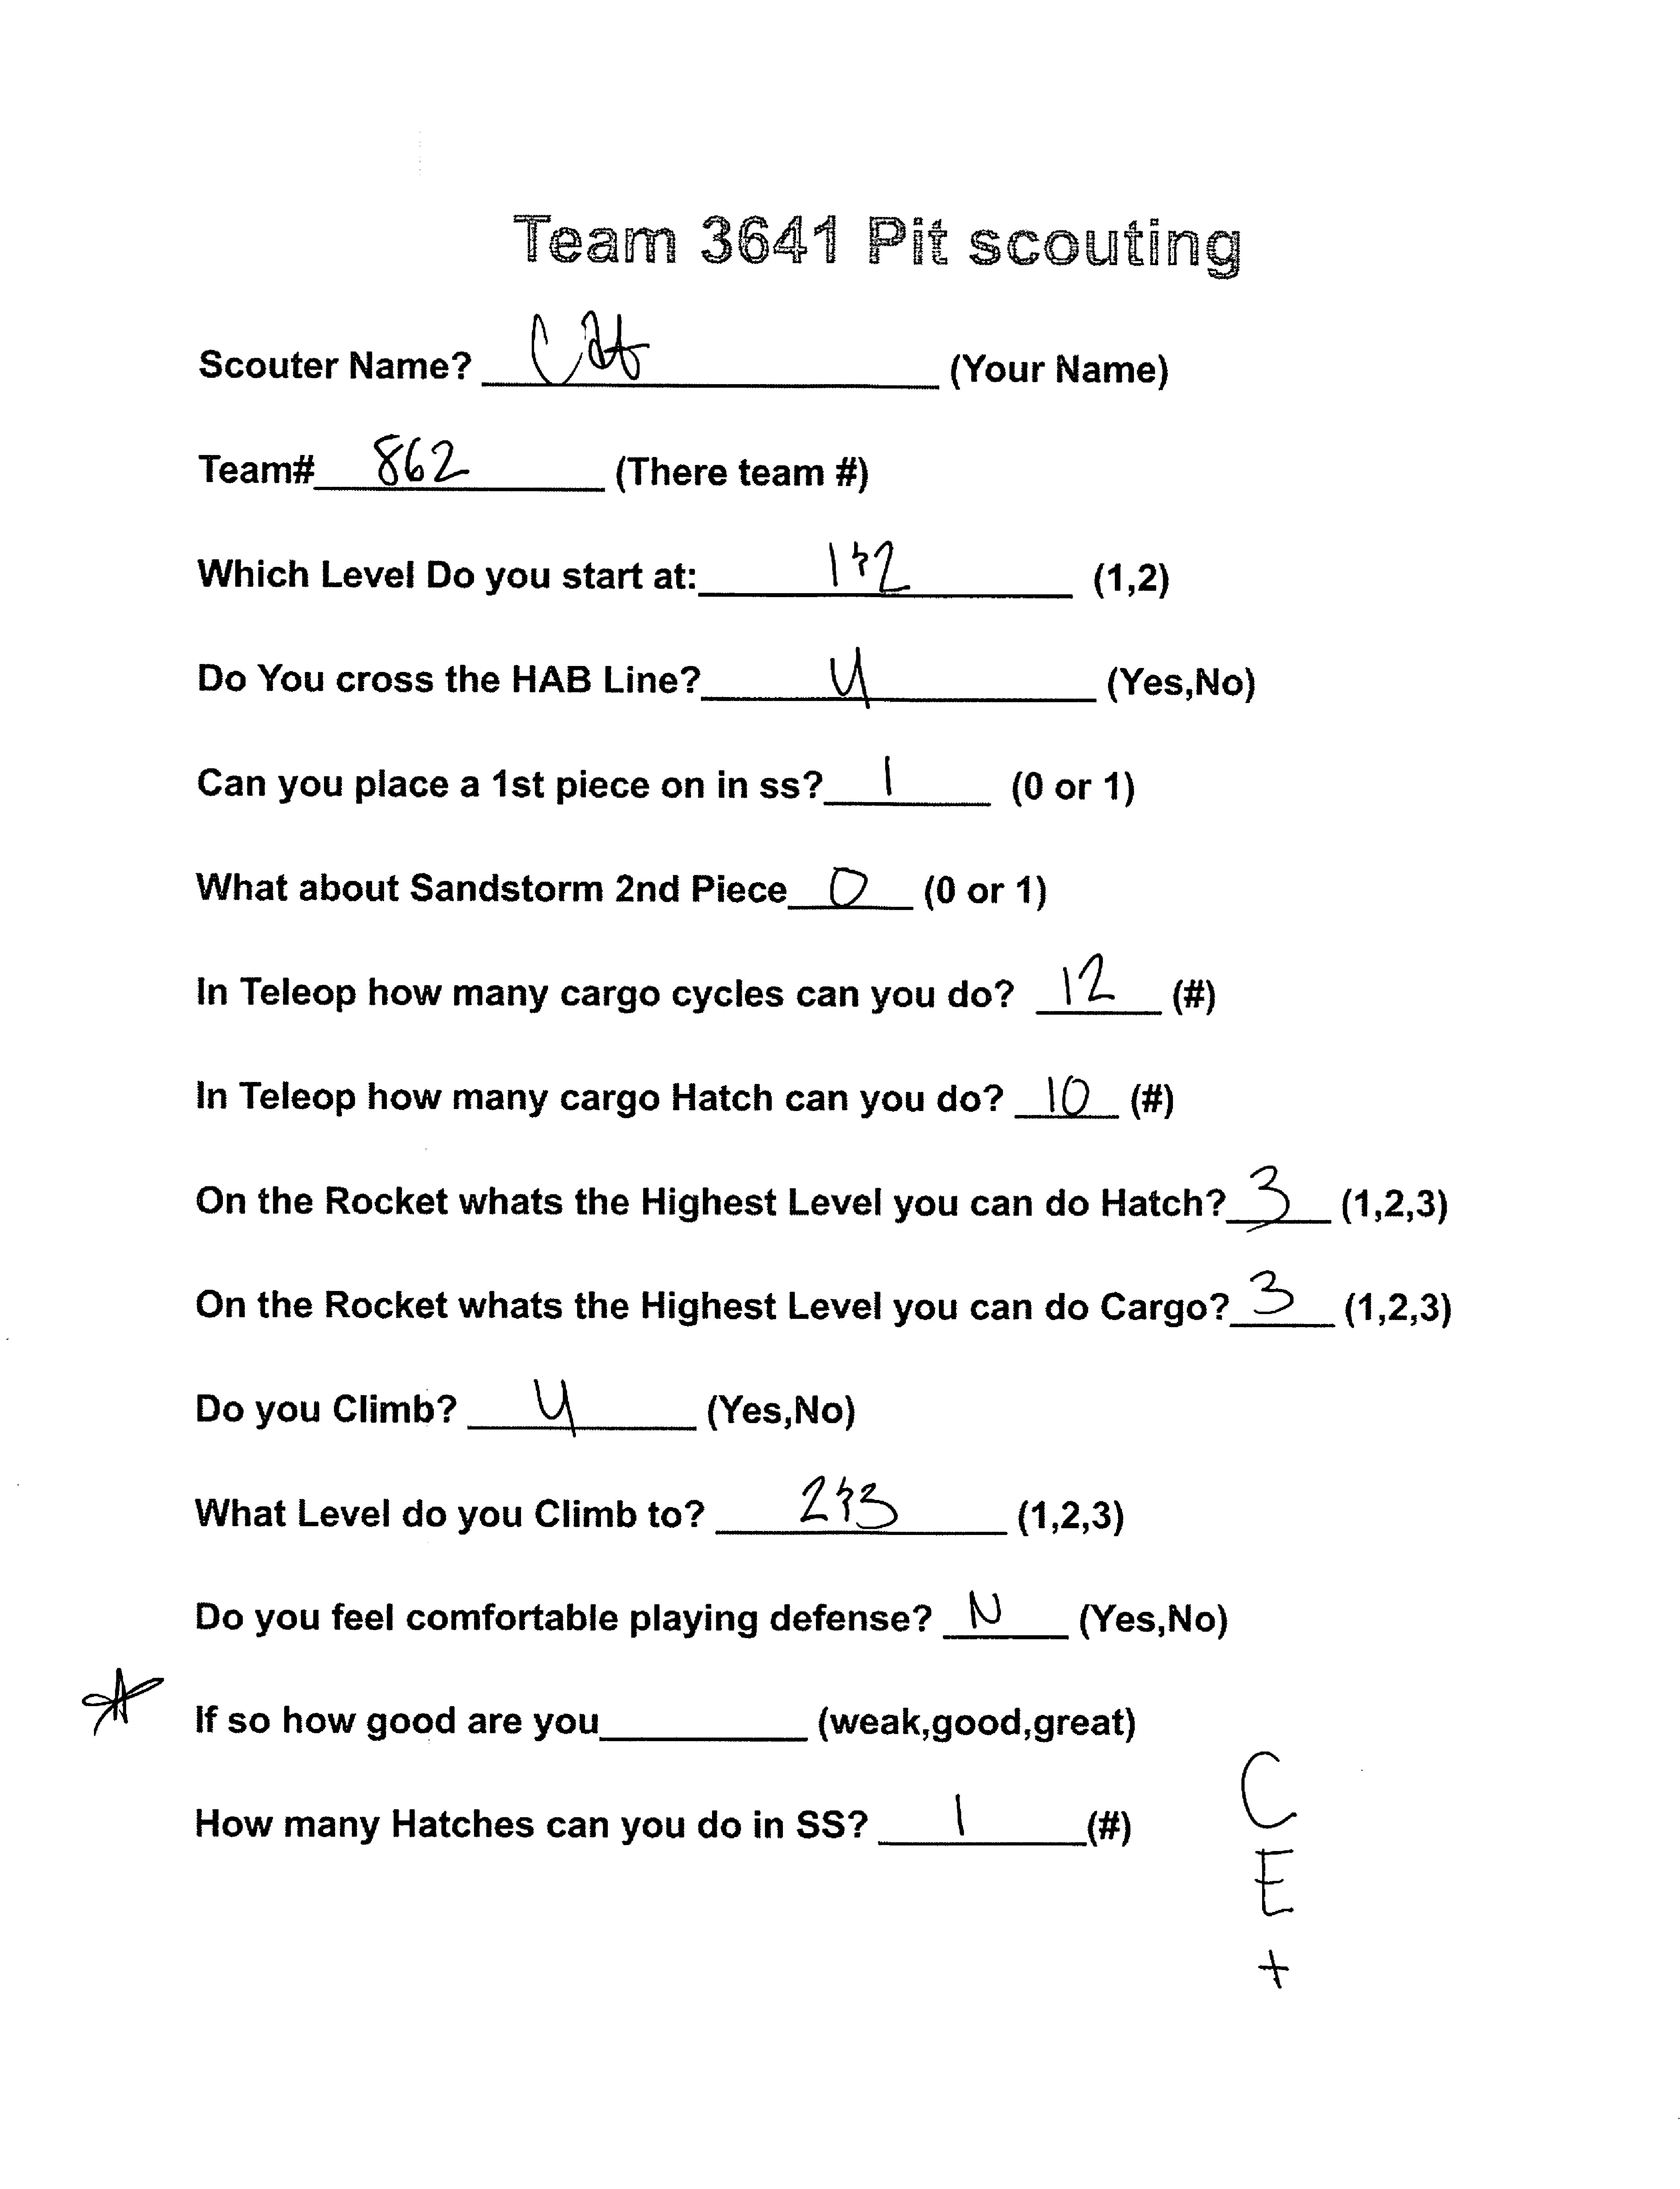 Team 3641 Pit scouting
Scouter Name? (Your Name)
Team# 862 (There team #)
Which Level Do you start at: 1&2 (1,2)
Do You cross the HAB Line? y (Yes,No)
Can you place a 1st piece on in ss? 1 (0 or 1)
What about Sandstorm 2nd Piece 0 (0 or 1)
In Teleop how many cargo cycles can you do? 12 (#)
In Teleop how many cargo Hatch can you do? 10 (#)
On the Rocket whats the Highest Level you can do Hatch? 3 (1,2,3)
On the Rocket whats the Highest Level you can do Cargo? 3 (1,2,3)
Do you Climb? y (Yes,No)
What Level do you Climb to? 2&3 (1,2,3)
Do you feel comfortable playing defense? N (Yes,No)
If so how good are you (weak,good,great)
How many Hatches can you do in SS? 1 (#)
C
E
+